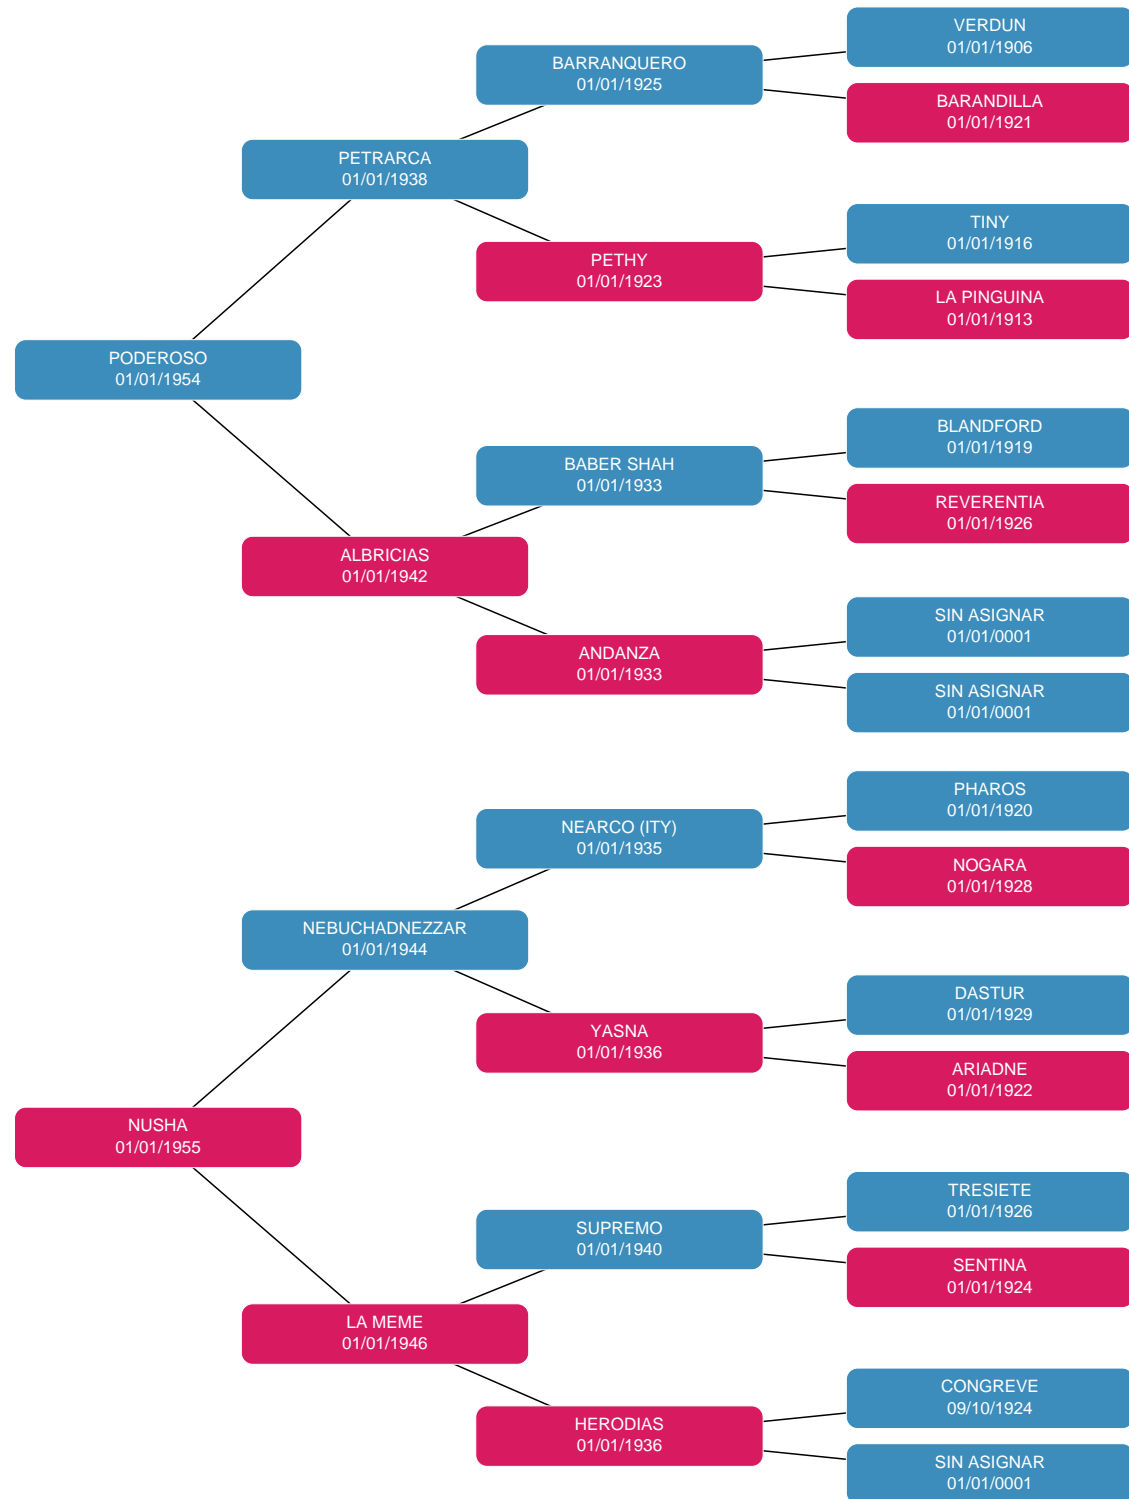 VERDUN
01/01/1906
BARRANQUERO
01/01/1925
BARANDILLA
01/01/1921
PETRARCA
01/01/1938
TINY
01/01/1916
PETHY
01/01/1923
LA PINGUINA
01/01/1913
PODEROSO
01/01/1954
BLANDFORD
01/01/1919
BABER SHAH
01/01/1933
REVERENTIA
01/01/1926
ALBRICIAS
01/01/1942
SIN ASIGNAR
01/01/0001
ANDANZA
01/01/1933
SIN ASIGNAR
01/01/0001
PHAROS
01/01/1920
NEARCO (ITY)
01/01/1935
NOGARA
01/01/1928
NEBUCHADNEZZAR
01/01/1944
DASTUR
01/01/1929
YASNA
01/01/1936
ARIADNE
01/01/1922
NUSHA
01/01/1955
TRESIETE
01/01/1926
SUPREMO
01/01/1940
SENTINA
01/01/1924
LA MEME
01/01/1946
CONGREVE
09/10/1924
HERODIAS
01/01/1936
SIN ASIGNAR
01/01/0001